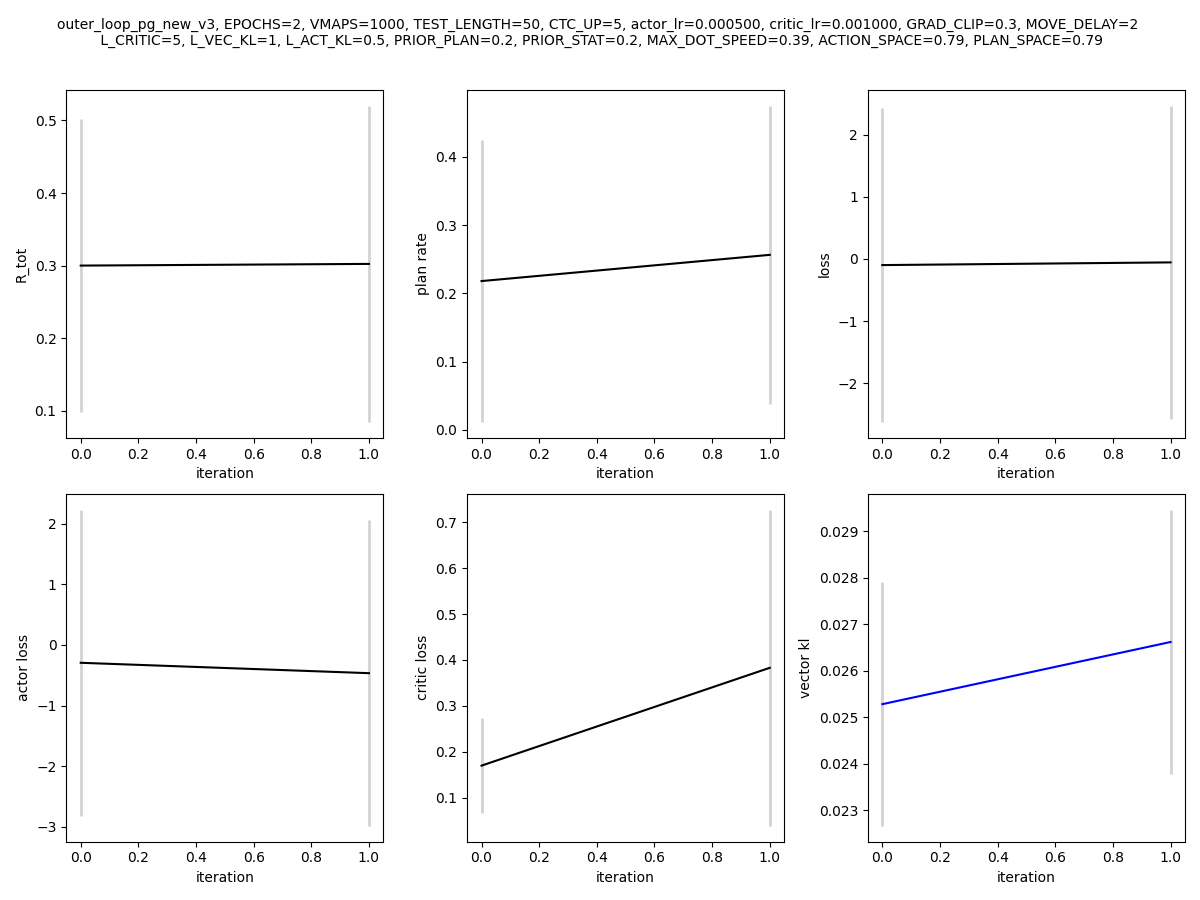 outer_loop_pg_new_v3, EPOCHS=2, VMAPS=1000, TEST_LENGTH=50, CTC_UP=5, actor_lr=0.000500, critic_lr=0.001000, GRAD_CLIP=0.3, MOVE_DELAY=2
L_CRITIC=5, L_VEC_KL=1, L_ACT_KL=0.5, PRIOR_PLAN=0.2, PRIOR_STAT=0.2, MAX_DOT_SPEED=0.39, ACTION_SPACE=0.79, PLAN_SPACE=0.79
R_tot
0.5
0.4
0.3
0.2
0.1
0.0 0.2 0.4 0.6 0.8 1.0
iteration
plan rate
0.4
0.3
0.2
0.1
0.0
0.0 0.2 0.4 0.6 0.8 1.0
iteration
loss
2
1
0
−1
−2
0.0 0.2 0.4 0.6 0.8 1.0
iteration
actor loss
2
1
0
−1
−2
−3
0.0 0.2 0.4 0.6 0.8 1.0
iteration
critic loss
0.7
0.6
0.5
0.4
0.3
0.2
0.1
0.0 0.2 0.4 0.6 0.8 1.0
iteration
vector kl
0.029
0.028
0.027
0.026
0.025
0.024
0.023
0.0 0.2 0.4 0.6 0.8 1.0
iteration